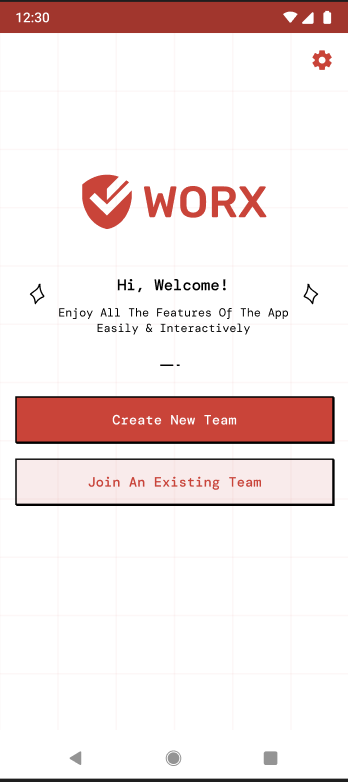 12:30
WORX
Hi, Welcome!
Enjoy All The Features Of The App
Easily & Interactively
Create New Team
Join An Existing Team